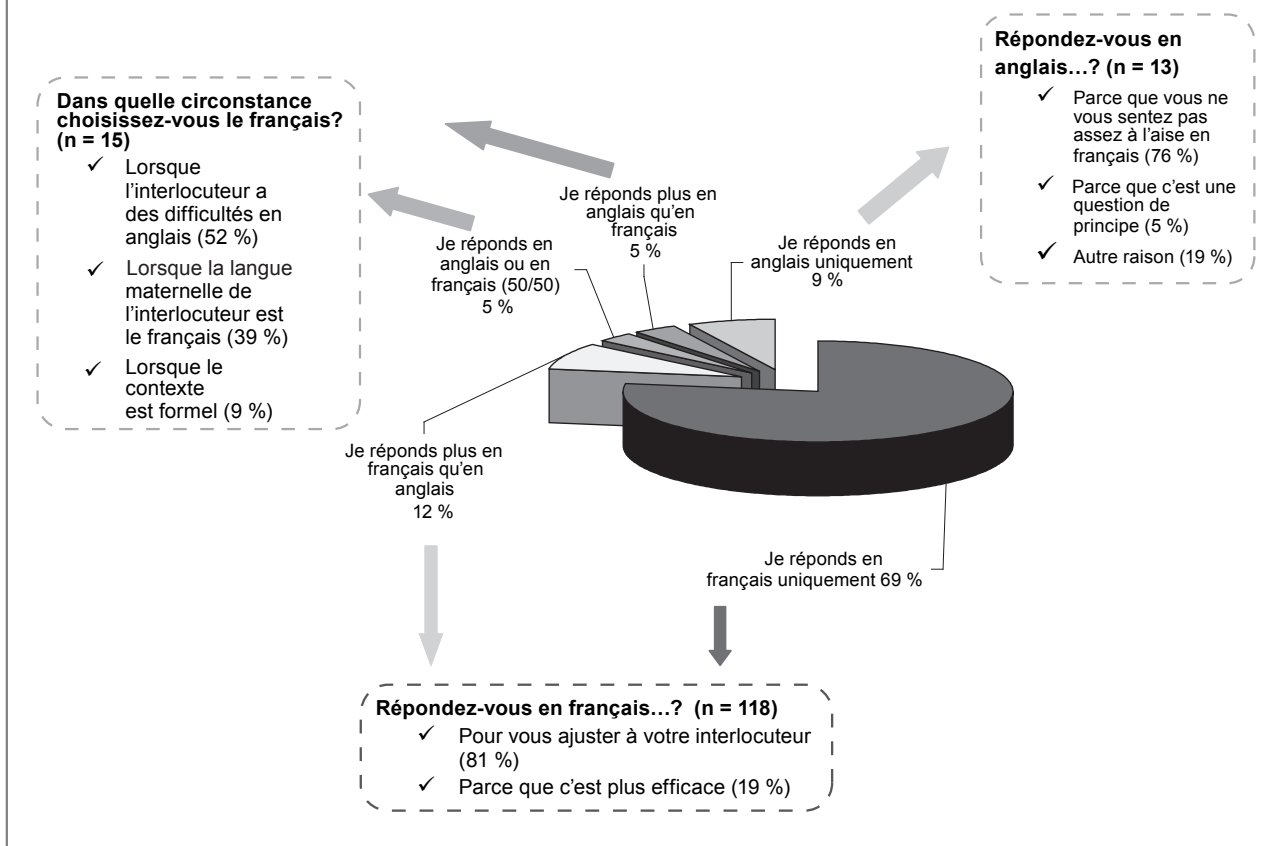 Répondez-vous en
anglais…? (n = 13)
✓ Parce que vous ne
vous sentez pas
assez à l’aise en
français (76 %)
✓ Parce que c’est une
question de
principe (5 %)
✓ Autre raison (19 %)
Dans quelle circonstance
choisissez-vous le français?
(n = 15)
✓ Lorsque
l’interlocuteur a
des difficultés en
anglais (52 %)
✓ Lorsque la langue
maternelle de
l’interlocuteur est
le français (39 %)
✓ Lorsque le
contexte
est formel (9 %)
Je réponds plus en
anglais qu’en
français
5 %
Je réponds en
anglais uniquement
9 %
Je réponds en
anglais ou en
français (50/50)
5 %
Je réponds plus en
français qu’en
anglais
12 %
Je réponds en
français uniquement 69 %
Répondez-vous en français…? (n = 118)
✓ Pour vous ajuster à votre interlocuteur
(81 %)
✓ Parce que c’est plus efficace (19 %)